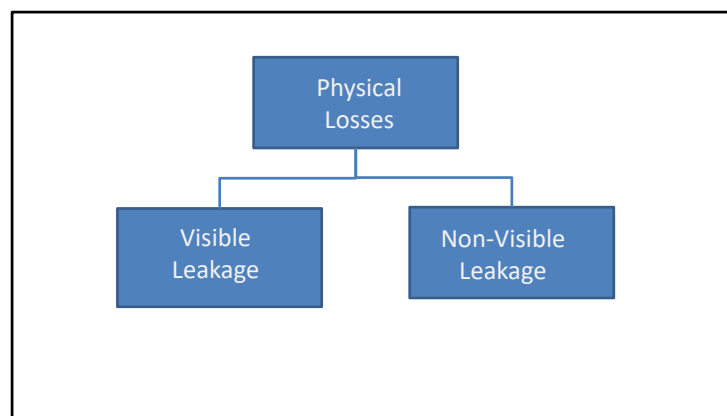 Physical
Losses
Visible
Leakage
Non-Visible
Leakage